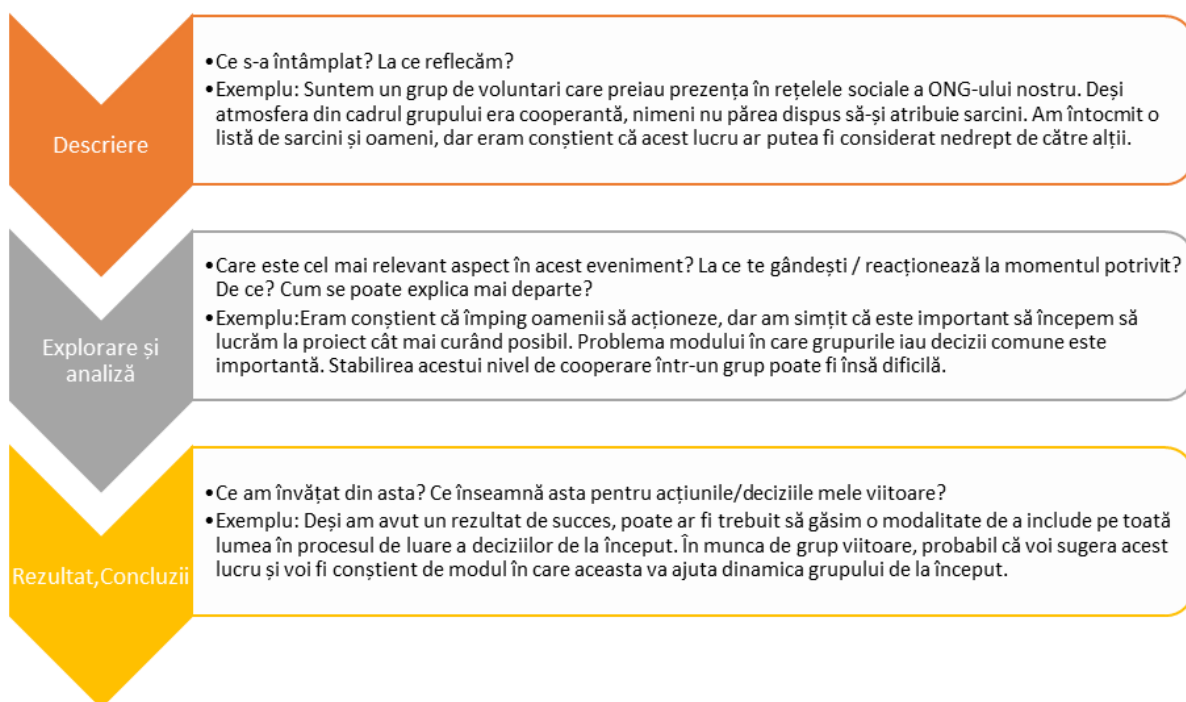 Descriere
•Ce s-a întâmplat? La ce reflecăm?
•Exemplu: Suntem un grup de voluntari care preiau prezența în rețelele sociale a ONG-ului nostru. Deși
atmosfera din cadrul grupului era cooperantă, nimeni nu părea dispus să-și atribuie sarcini. Am întocmit o
listă de sarcini și oameni, dar eram conștient că acest lucru ar putea fi considerat nedrept de către alții.
Explorare și
analiză
•Care este cel mai relevant aspect în acest eveniment? La ce te gândești / reacționează la momentul potrivit?
De ce? Cum se poate explica mai departe?
•Exemplu:Eram conștient că împing oamenii să acționeze, dar am simțit că este important să începem să
lucrăm la proiect cât mai curând posibil. Problema modului în care grupurile iau decizii comune este
importantă. Stabilirea acestui nivel de cooperare într-un grup poate fi însă dificilă.
Rezultat,Concluzii
•Ce am învățat din asta? Ce înseamnă asta pentru acțiunile/deciziile mele viitoare?
•Exemplu: Deși am avut un rezultat de succes, poate ar fi trebuit să găsim o modalitate de a include pe toată
lumea în procesul de luare a deciziilor de la început. În munca de grup viitoare, probabil că voi sugera acest
lucru și voi fi conștient de modul în care aceasta va ajuta dinamica grupului de la început.